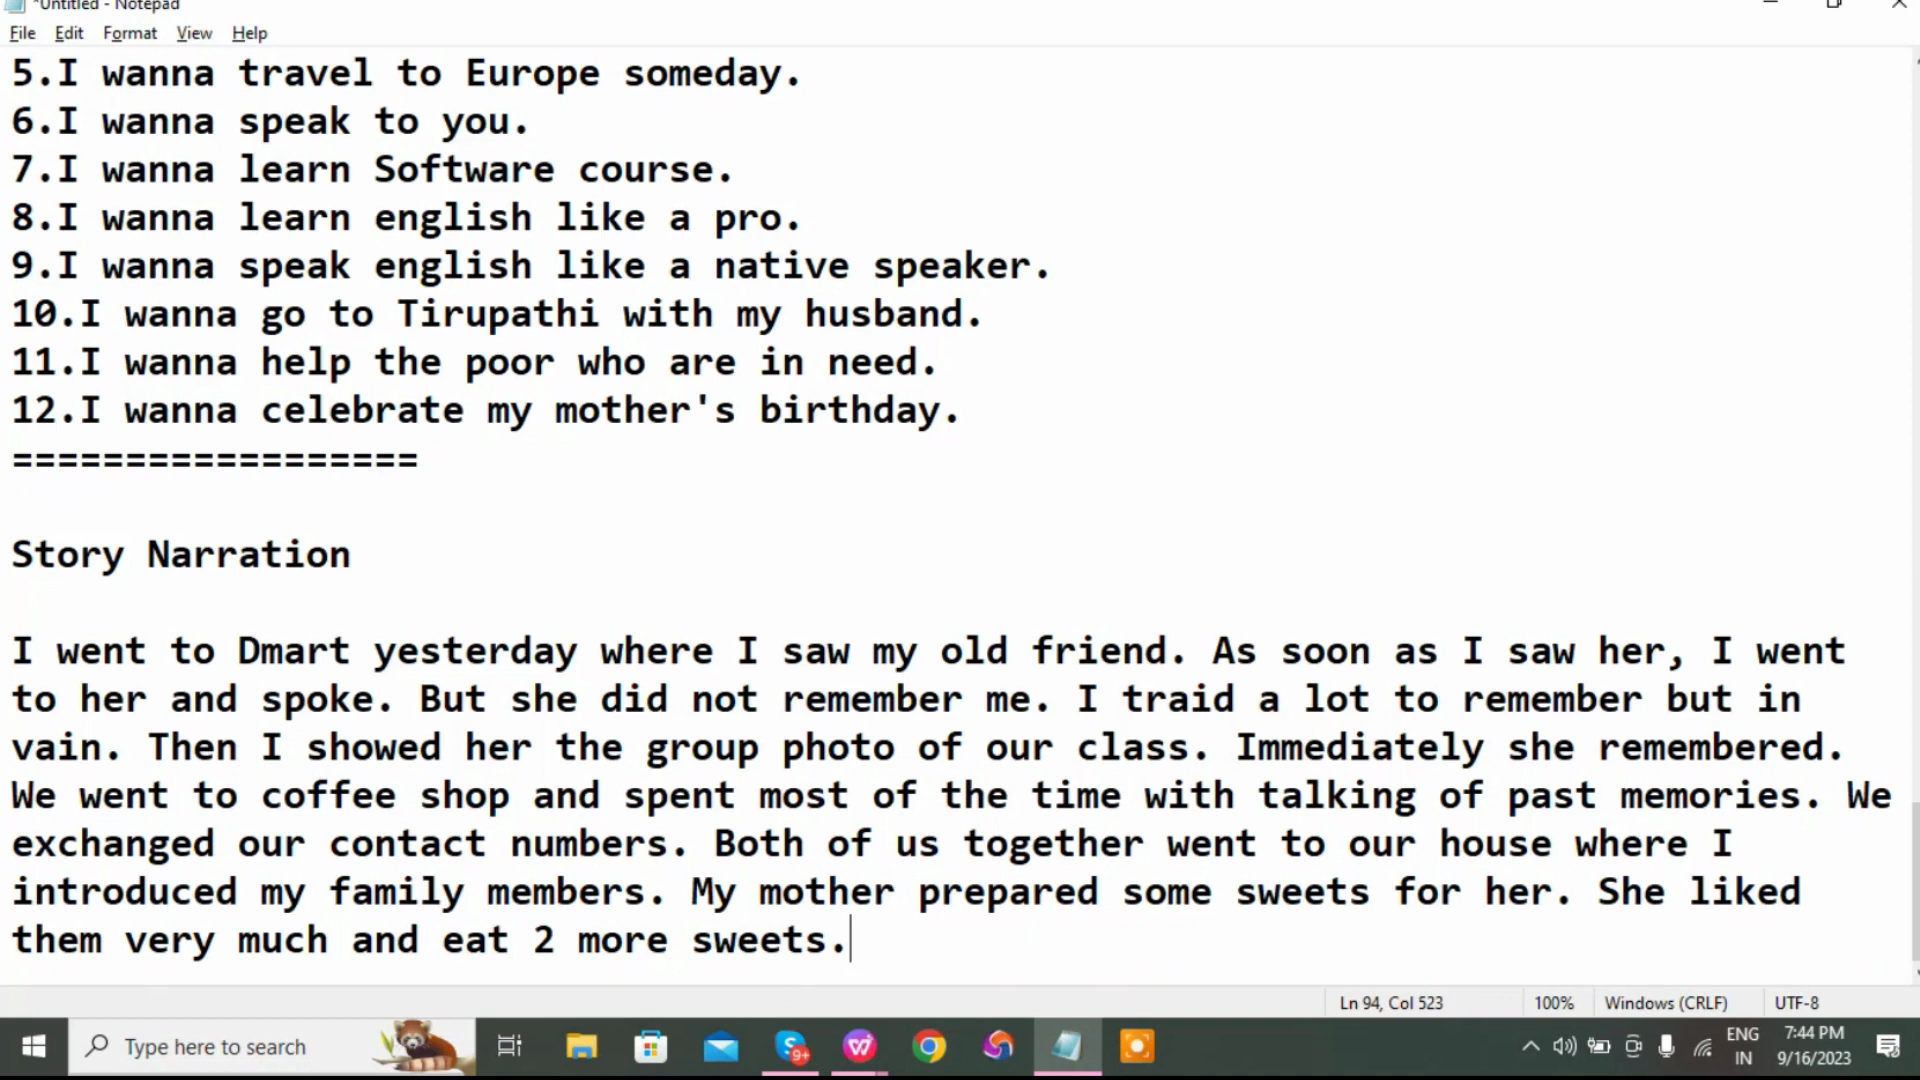 *Untitled - Notepad
File Edit Format View Help
5.I wanna travel to Europe someday.
6.I wanna speak to you.
7.I wanna learn Software course.
8.I wanna learn english like a pro.
9.I wanna speak english like a native speaker.
10.I wanna go to Tirupathi with my husband.
11.I wanna help the poor who are in need.
12.I wanna celebrate my mother's birthday.
==================
Story Narration
I went to Dmart yesterday where I saw my old friend. As soon as I saw her, I went
to her and spoke. But she did not remember me. I traid a lot to remember but in
vain. Then I showed her the group photo of our class. Immediately she remembered.
We went to coffee shop and spent most of the time with talking of past memories. We
exchanged our contact numbers. Both of us together went to our house where I
introduced my family members. My mother prepared some sweets for her. She liked
them very much and eat 2 more sweets.
Ln 94, Col 523 100% Windows (CRLF) UTF-8
Type here to search
9+
ENG
IN
7:44 PM
9/16/2023